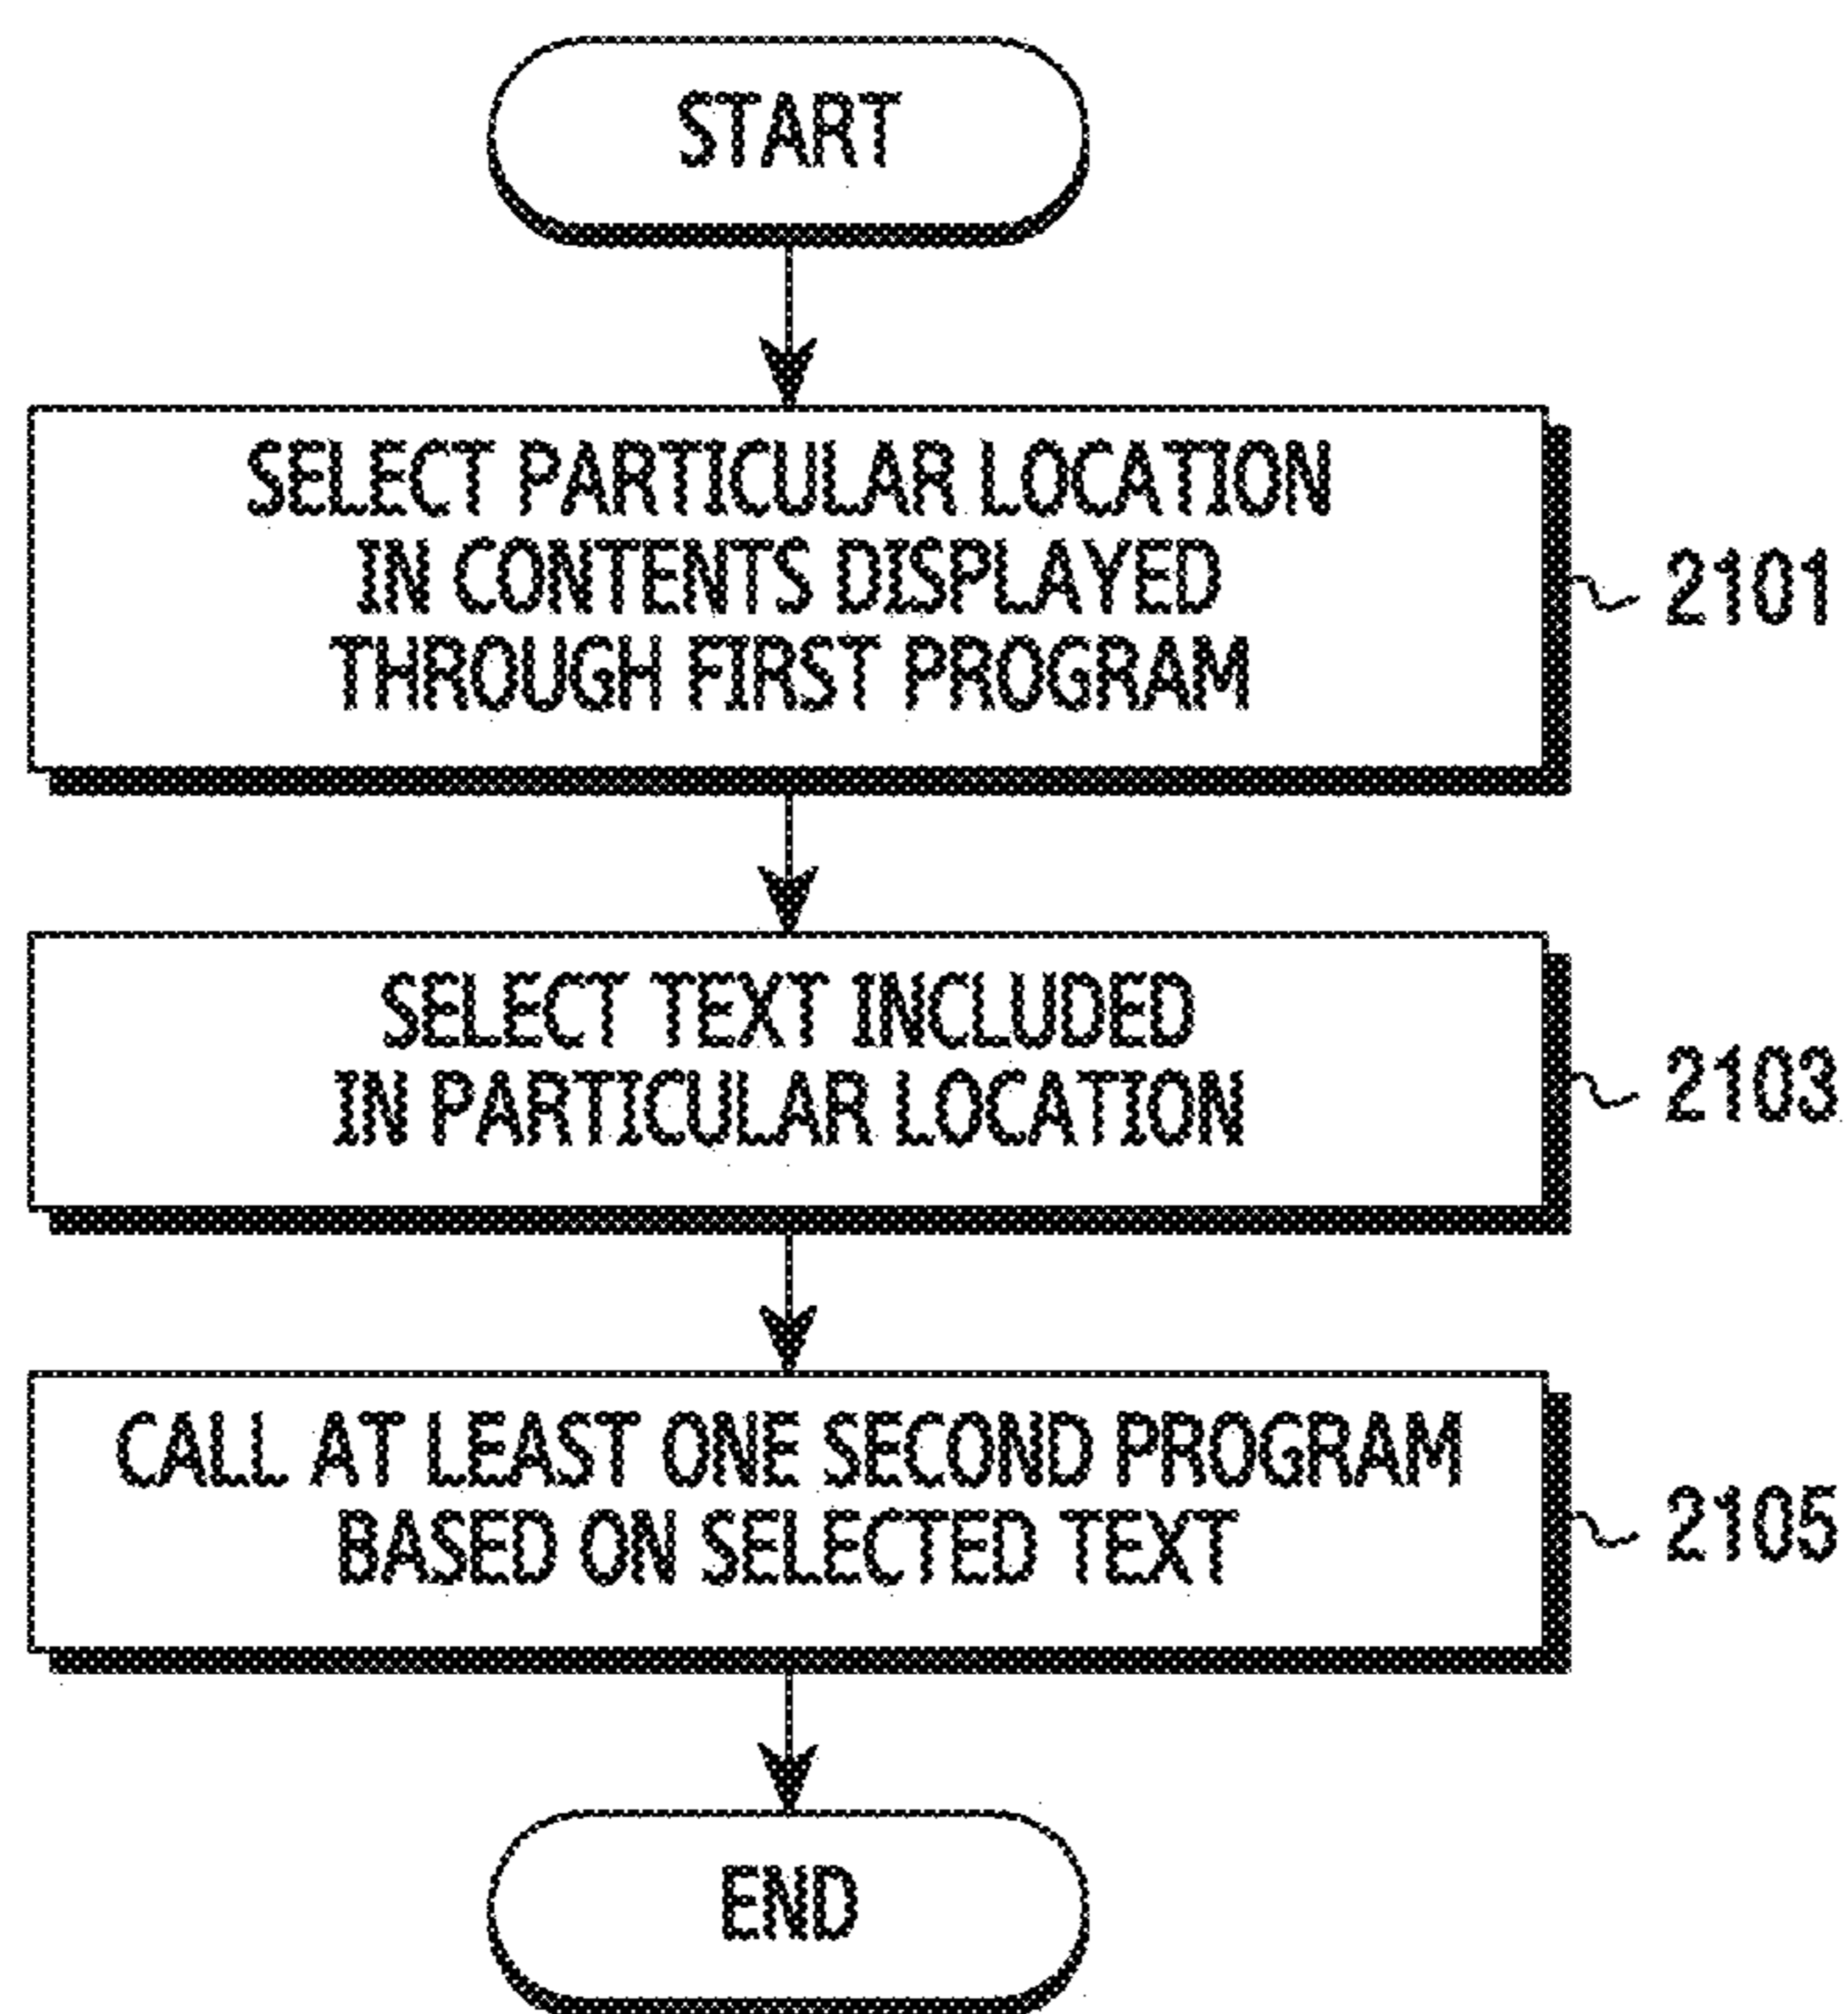 START
SELECT PARTICULAR LOCATION
IN CONTENTS DISPLAYED
THROUGH FIRST PROGRAM
2101
SELECT TEXT INCLUDED
IN PARTICULAR LOCATION
2103
CALL AT LEAST ONE SECOND PROGRAM
BASED ON SELECTED TEXT
2105
END